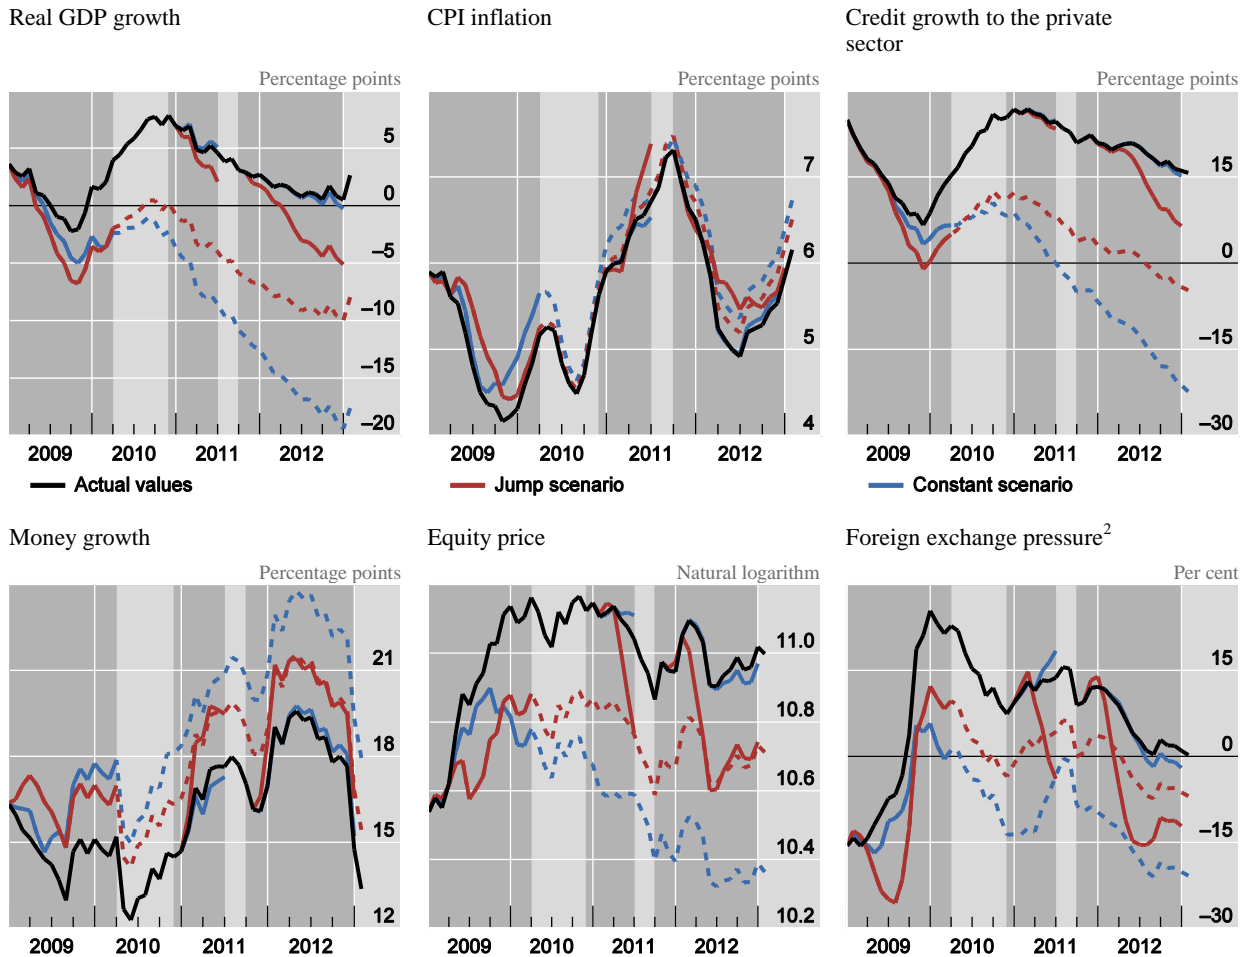 Real GDP growth
CPI inflation
Credit growth to the private
sector
Percentage points
Percentage points
Percentage points
5
0
–5
–10
–15
–20
7
6
5
4
15
0
–15
–30
2009 2010 2011 2012
2009 2010 2011 2012
2009 2010 2011 2012
Actual values
Jump scenario
Constant scenario
Money growth
Equity price
Foreign exchange pressure2
Percentage points
Natural logarithm
Per cent
21
18
15
12
11.0
10.8
10.6
10.4
10.2
15
0
–15
–30
2009 2010 2011 2012
2009 2010 2011 2012
2009 2010 2011 2012